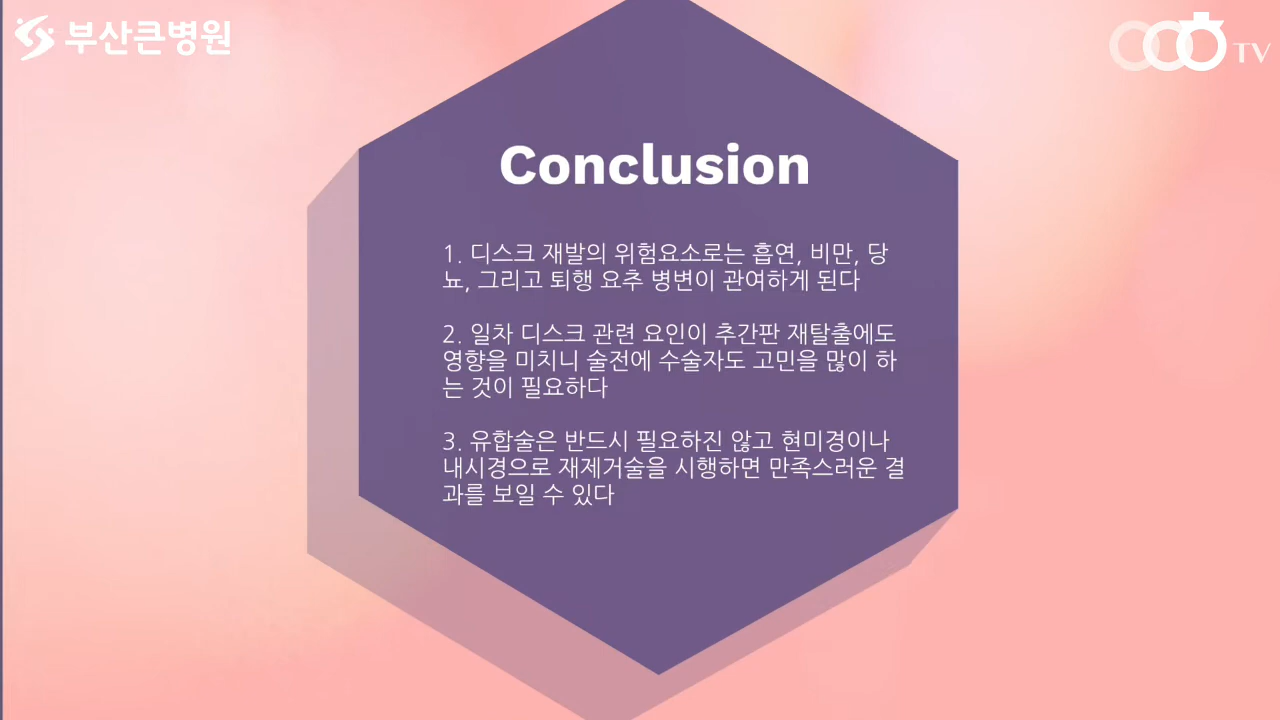 부산큰병원
TV
Conclusion
1. 디스크 재발의 위험요소로는 흡연, 비만, 당
뇨, 그리고 퇴행 요추 병변이 관여하게 된다
2. 일차 디스크 관련 요인이 추간판 재탈출에도
영향을 미치니 술전에 수술자도 고민을 많이 하
는 것이 필요하다
3. 유합술은 반드시 필요하진 않고 현미경이나
내시경으로 재제거술을 시행하면 만족스러운 결
과를 보일 수 있다